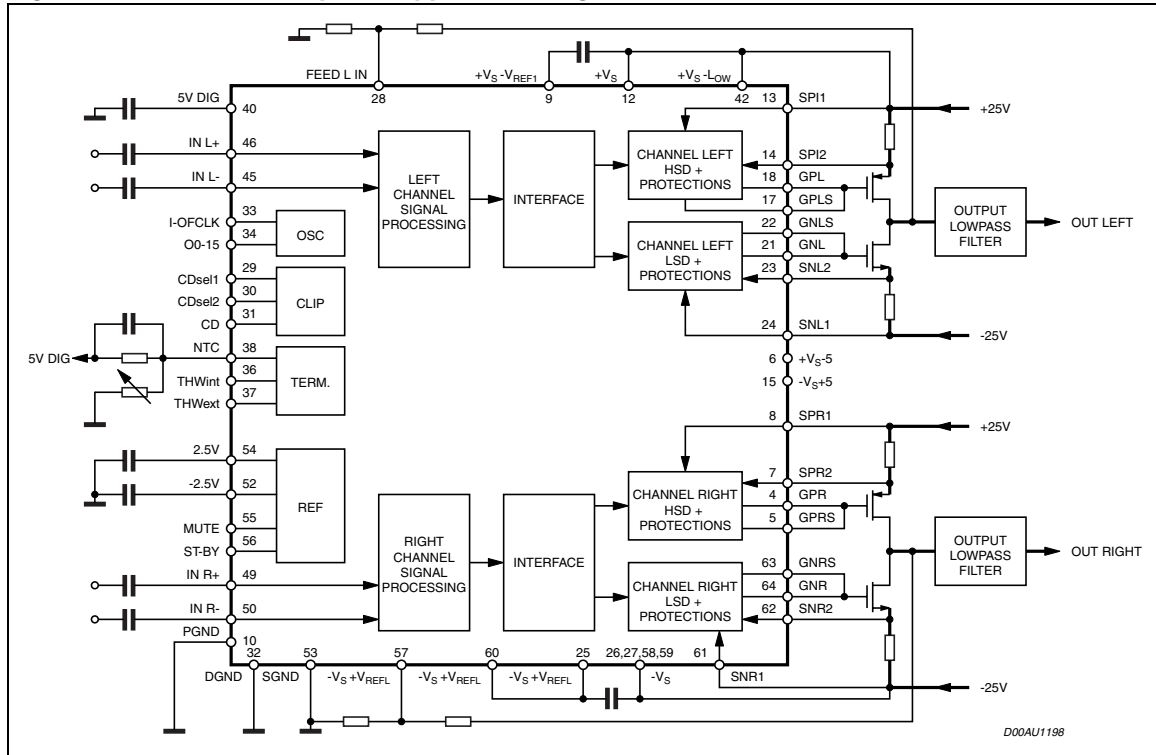 FEED L IN
28
+VS-VREF1
9
+VS
12
+VS-LOW
42
5V DIG
40
IN L+
46
IN L-
45
I-OFCLK
33
O0-15
34
OSC
CDsel1
29
CDsel2
30
CD
31
CLIP
5V DIG
NTC
38
THWint
36
THWext
37
TERM.
2.5V
54
-2.5V
52
MUTE
55
ST-BY
56
REF
IN R+
49
IN R-
50
PGND
10
LEFT
CHANNEL
SIGNAL
PROCESSING
INTERFACE
CHANNEL LEFT
HSD +
PROTECTIONS
CHANNEL LEFT
LSD +
PROTECTIONS
13 SPI1
+25V
14 SPI2
18 GPL
17 GPLS
22 GNLS
21 GNL
23 SNL2
24 SNL1
-25V
OUTPUT
LOWPASS
FILTER
OUT LEFT
6 +VS-5
15 -VS+5
RIGHT
CHANNEL
SIGNAL
PROCESSING
INTERFACE
CHANNEL RIGHT
HSD +
PROTECTIONS
CHANNEL RIGHT
LSD +
PROTECTIONS
8 SPR1
+25V
7 SPR2
4 GPR
5 GPRS
63 GNRS
64 GNR
62 SNR2
OUTPUT
LOWPASS
FILTER
OUT RIGHT
32
DGND
53
SGND
57
-VS+VREFL
60
-VS+VREFL
25
-VS+VREFL
26,27,58,59
-VS
61
SNR1
-25V
D00AU1198